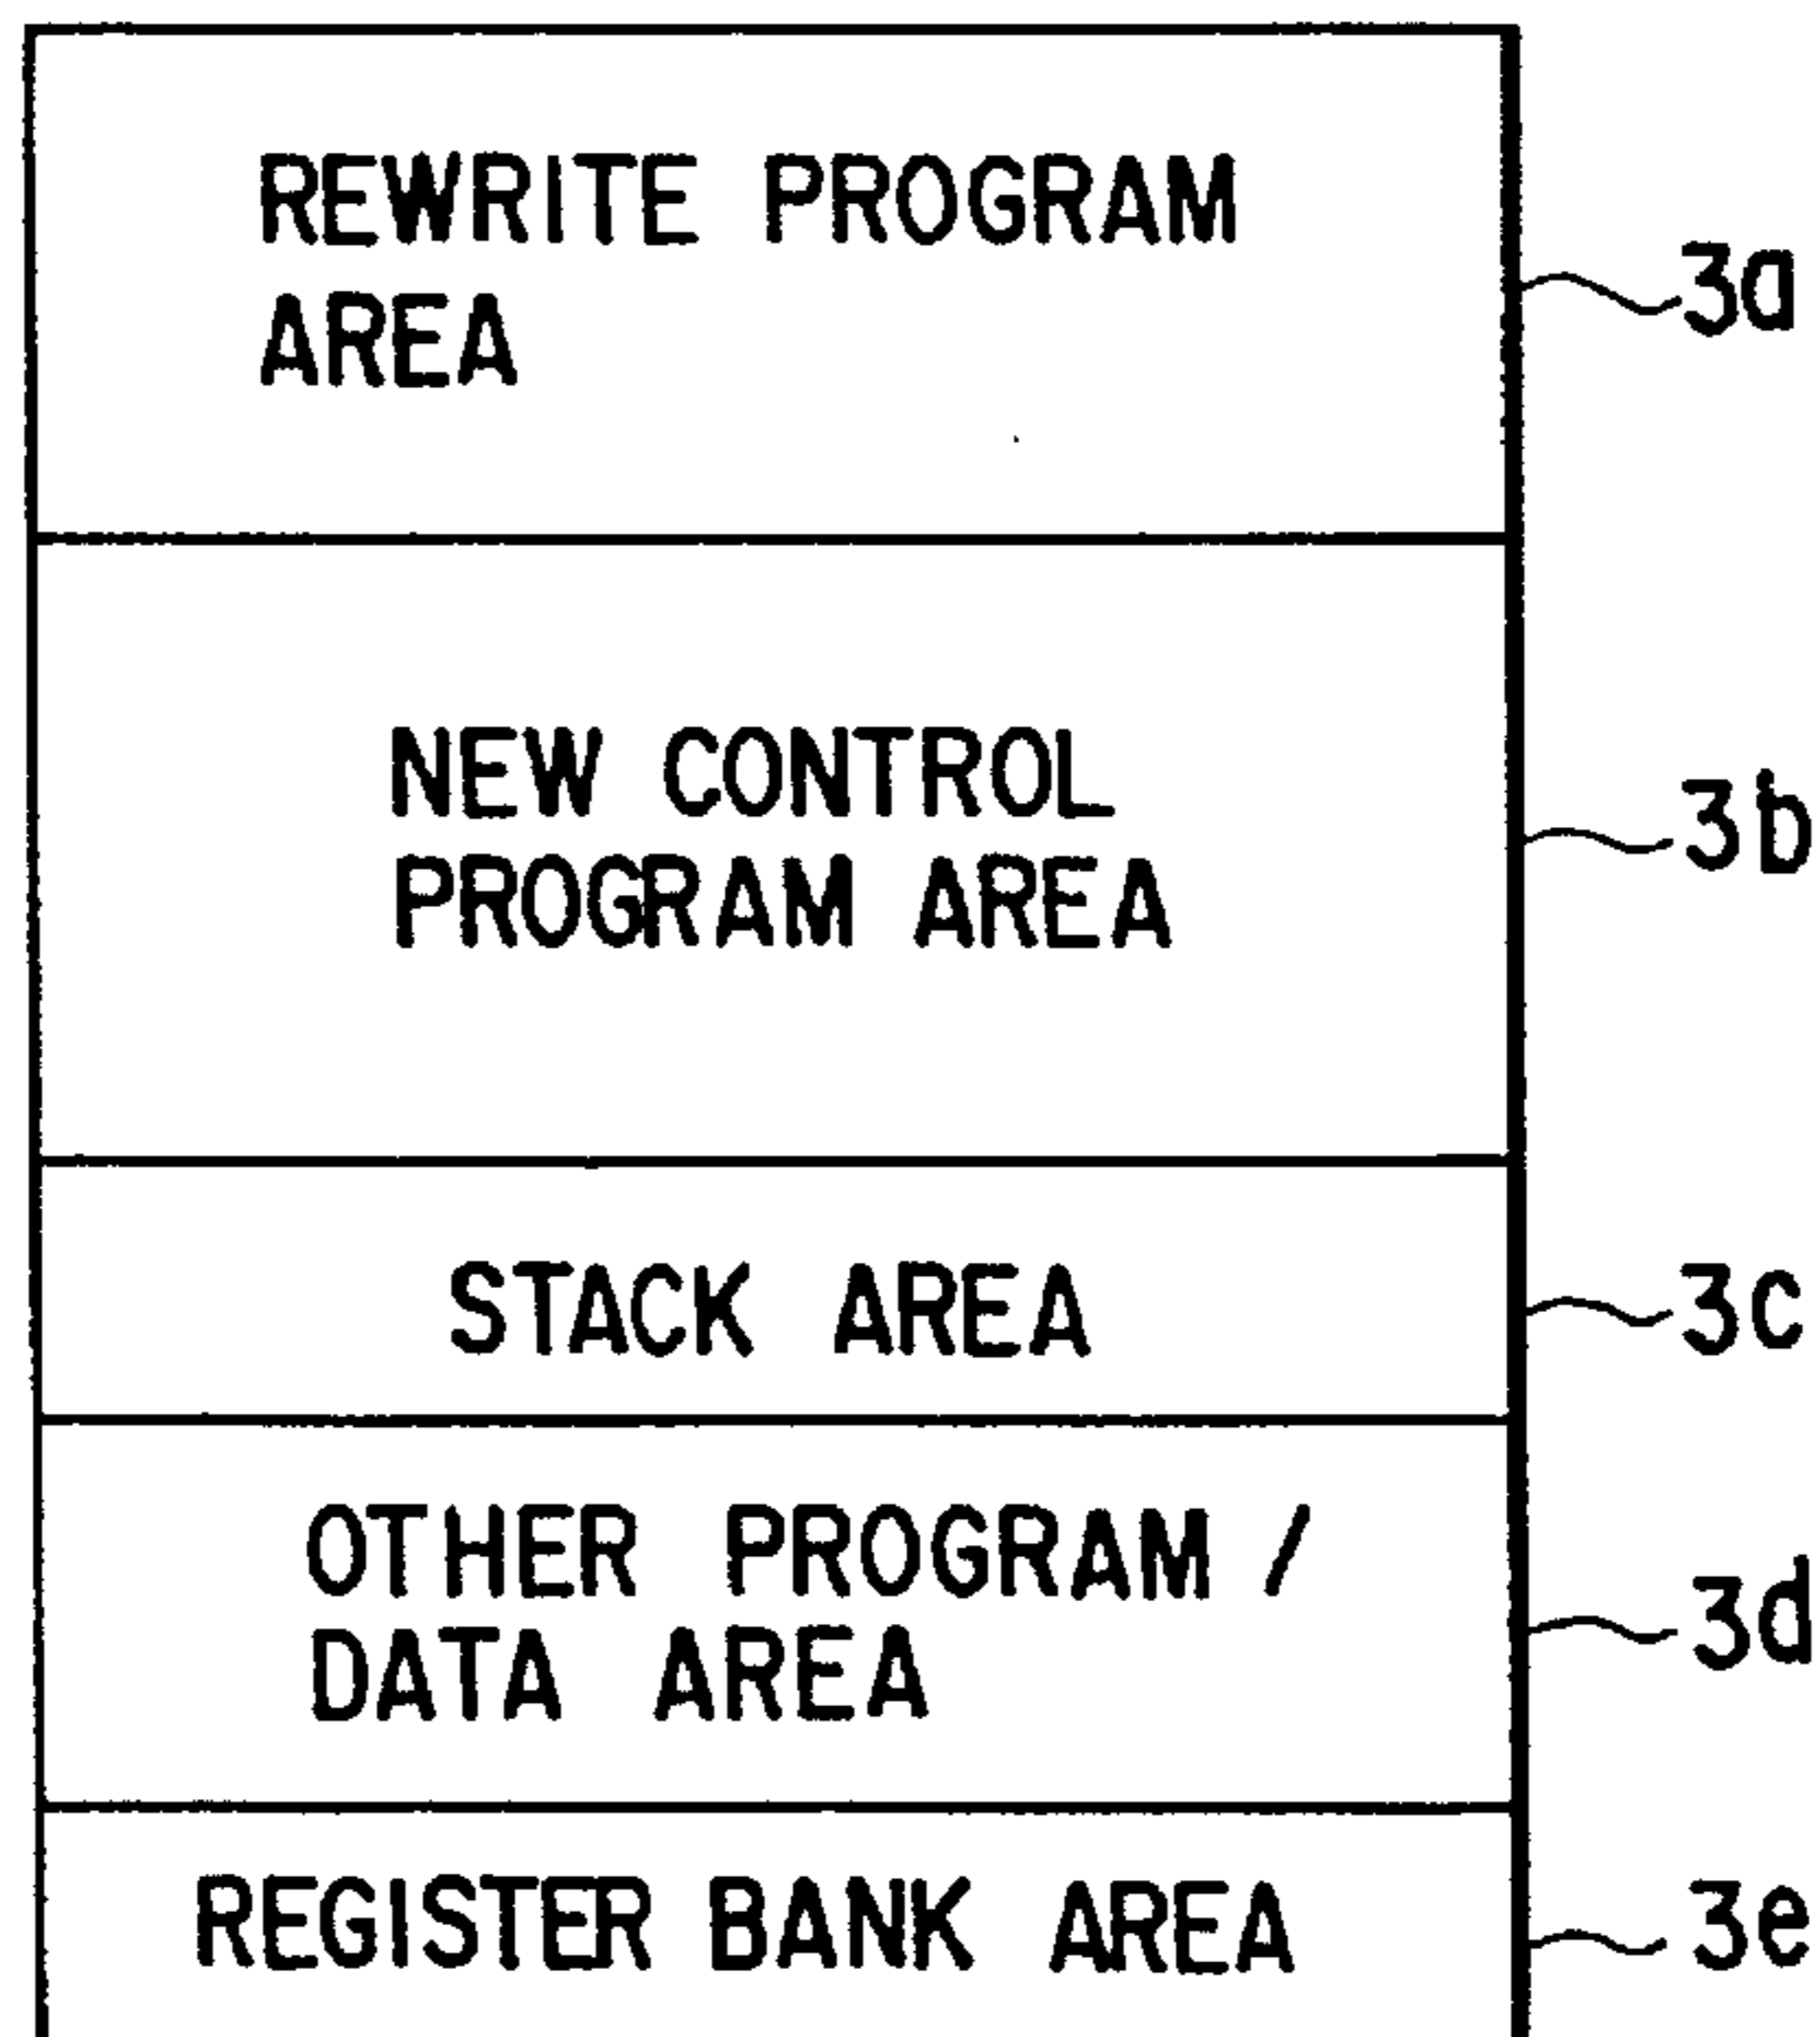 REWRITE PROGRAM
AREA
3a
NEW CONTROL
PROGRAM AREA
3b
STACK AREA
3c
OTHER PROGRAM /
DATA AREA
3d
REGISTER BANK AREA
3e